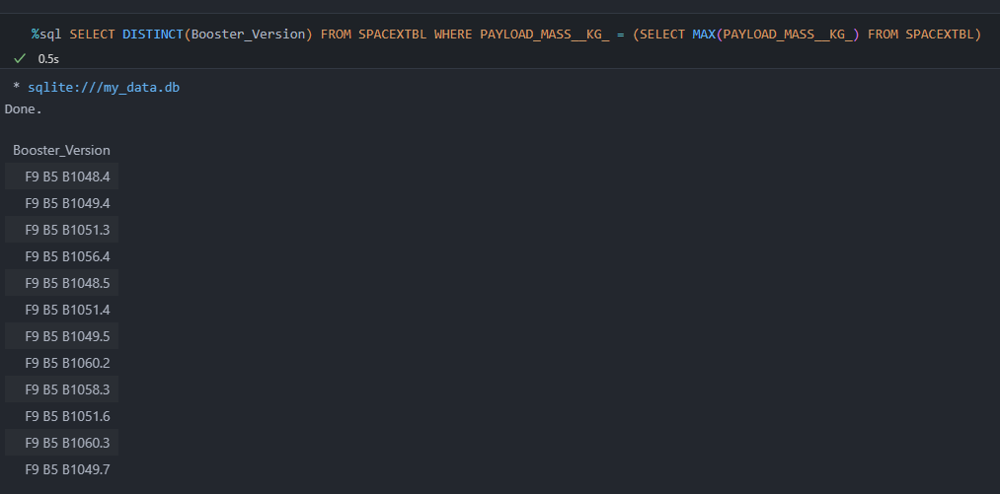 %sql SELECT DISTINCT(Booster_Version) FROM SPACEXTBL WHERE PAYLOAD_MASS__KG_ = (SELECT MAX(PAYLOAD_MASS__KG_) FROM SPACEXTBL)
✓ 0.5s
* sqlite:///my_data.db
Done.
Booster_Version
F9 B5 B1048.4
F9 B5 B1049.4
F9 B5 B1051.3
F9 B5 B1056.4
F9 B5 B1048.5
F9 B5 B1051.4
F9 B5 B1049.5
F9 B5 B1060.2
F9 B5 B1058.3
F9 B5 B1051.6
F9 B5 B1060.3
F9 B5 B1049.7